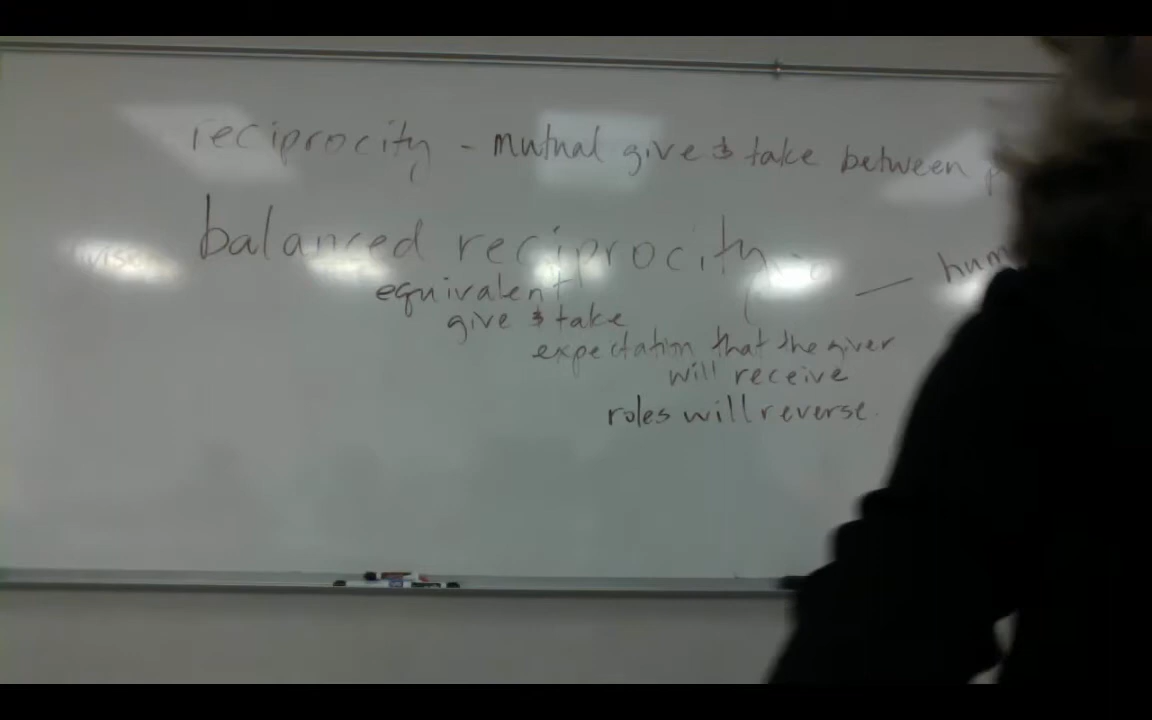 reciprocity - mutual give & take between
balanced reciprocity -
equivalent
give & take
expectation that the giver
will receive
roles will reverse.